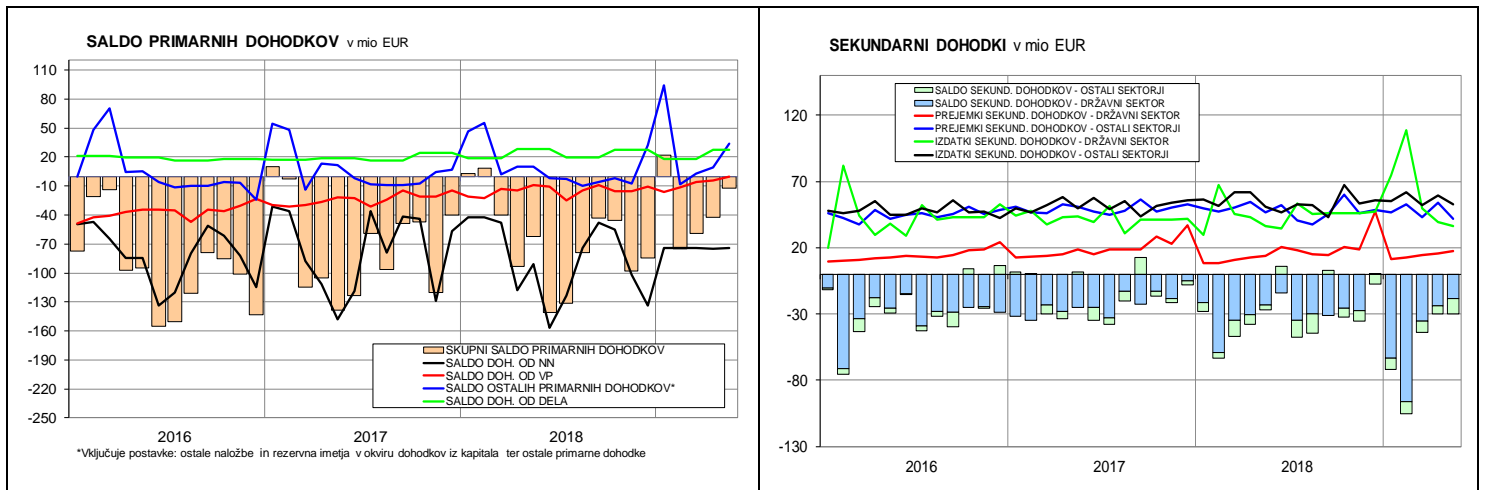 SALDO PRIMARNIH DOHODKOV v mio EUR
110
80
50
20
-10
-40
-70
-100
-130
-160
-190
-220
-250
SKUPNI SALDO PRIMARNIH DOHODKOV
SALDO DOH. OD NN
SALDO DOH. OD VP
SALDO OSTALIH PRIMARNIH DOHODKOV*
SALDO DOH. OD DELA
2016 2017 2018
*Vključuje postavke: ostale naložbe in rezervna imetja v okviru dohodkov iz kapitala ter ostale primarne dohodke
SEKUNDARNI DOHODKI v mio EUR
SALDO SEKUND. DOHODKOV - OSTALI SEKTORJI
SALDO SEKUND. DOHODKOV - DRŽAVNI SEKTOR
PREJEMKI SEKUND. DOHODKOV - DRŽAVNI SEKTOR
PREJEMKI SEKUND. DOHODKOV - OSTALI SEKTORJI
IZDATKI SEKUND. DOHODKOV - DRŽAVNI SEKTOR
IZDATKI SEKUND. DOHODKOV - OSTALI SEKTORJI
120
70
20
-30
-80
-130
2016 2017 2018